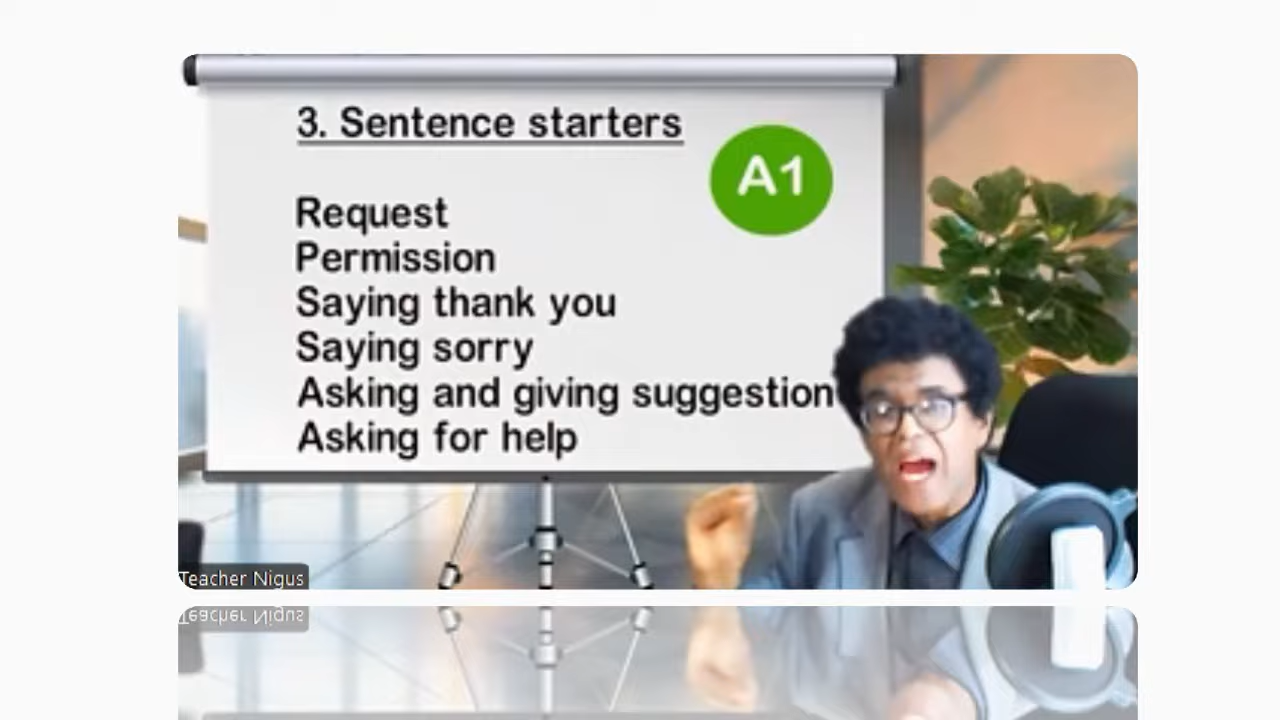 3. Sentence starters
A1
Request
Permission
Saying thank you
Saying sorry
Asking and giving suggestion
Asking for help
Teacher Nigus
Teacher Nigus